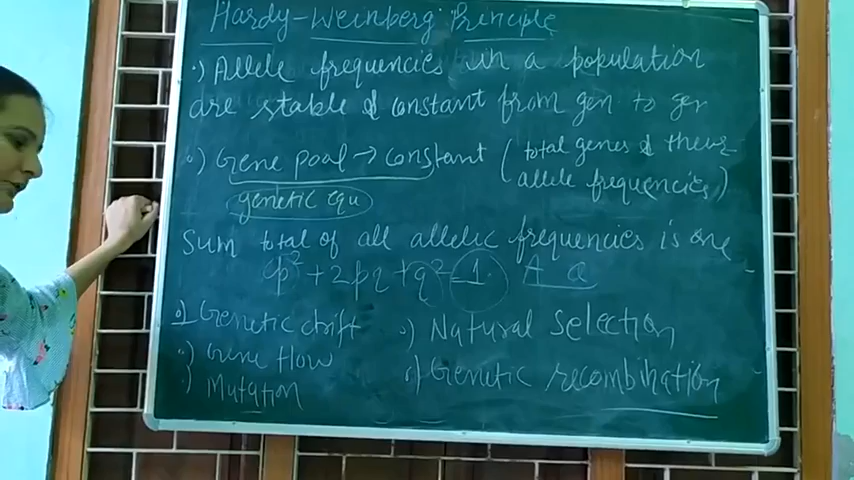 Hardy-Weinberg Principle
•) Allele frequencies in a population
are stable & constant from gen to gen
•) Gene pool → constant (total genes & their
allele frequencies)
genetic equ
Sum total of all allelic frequencies is one
p² + 2pq + q² = 1 A a
•) Genetic drift •) Natural Selection
•) Gene flow •) Genetic recombination
•) Mutation